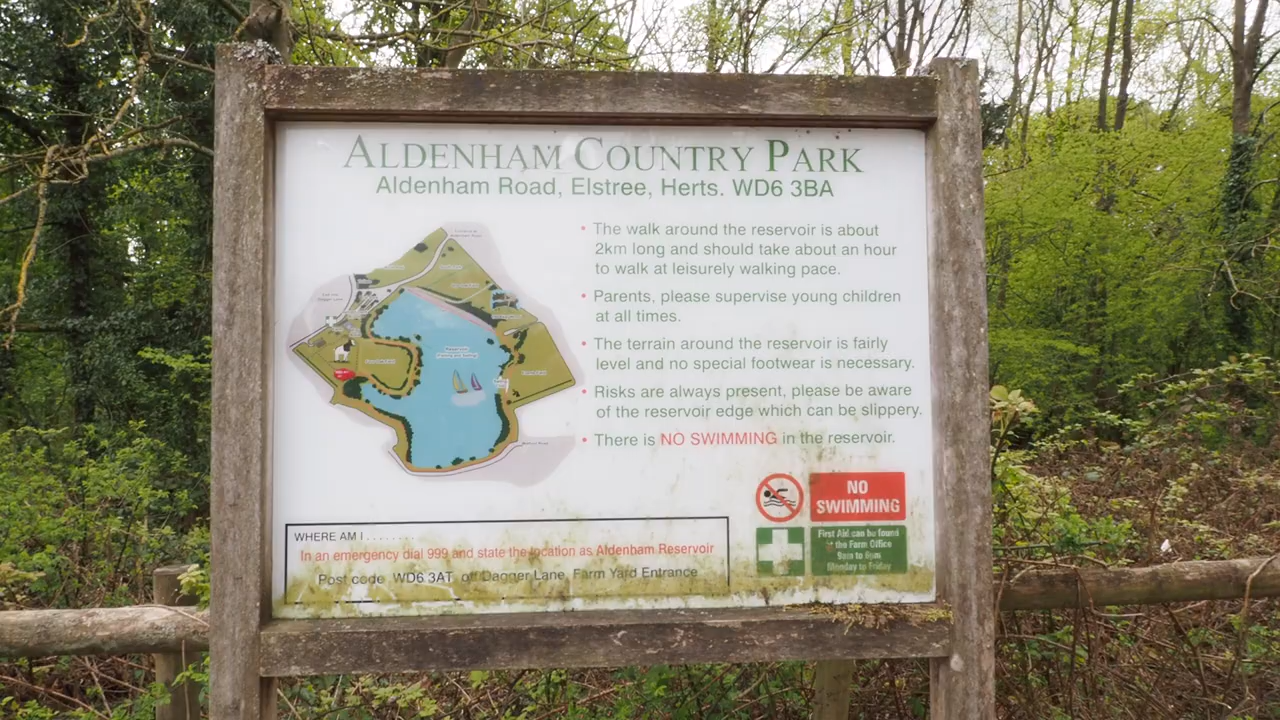 ALDENHAM COUNTRY PARK
Aldenham Road, Elstree, Herts. WD6 3BA
• The walk around the reservoir is about
2km long and should take about an hour
to walk at leisurely walking pace.
• Parents, please supervise young children
at all times.
• The terrain around the reservoir is fairly
level and no special footwear is necessary.
• Risks are always present, please be aware
of the reservoir edge which can be slippery.
• There is NO SWIMMING in the reservoir.
NO
SWIMMING
First Aid can be found
at the Farm Office
9am to 5pm
Monday to Friday
WHERE AM I . . . . . . . .
In an emergency dial 999 and state the location as Aldenham Reservoir
Post code WD6 3AT off Dagger Lane, Farm Yard Entrance